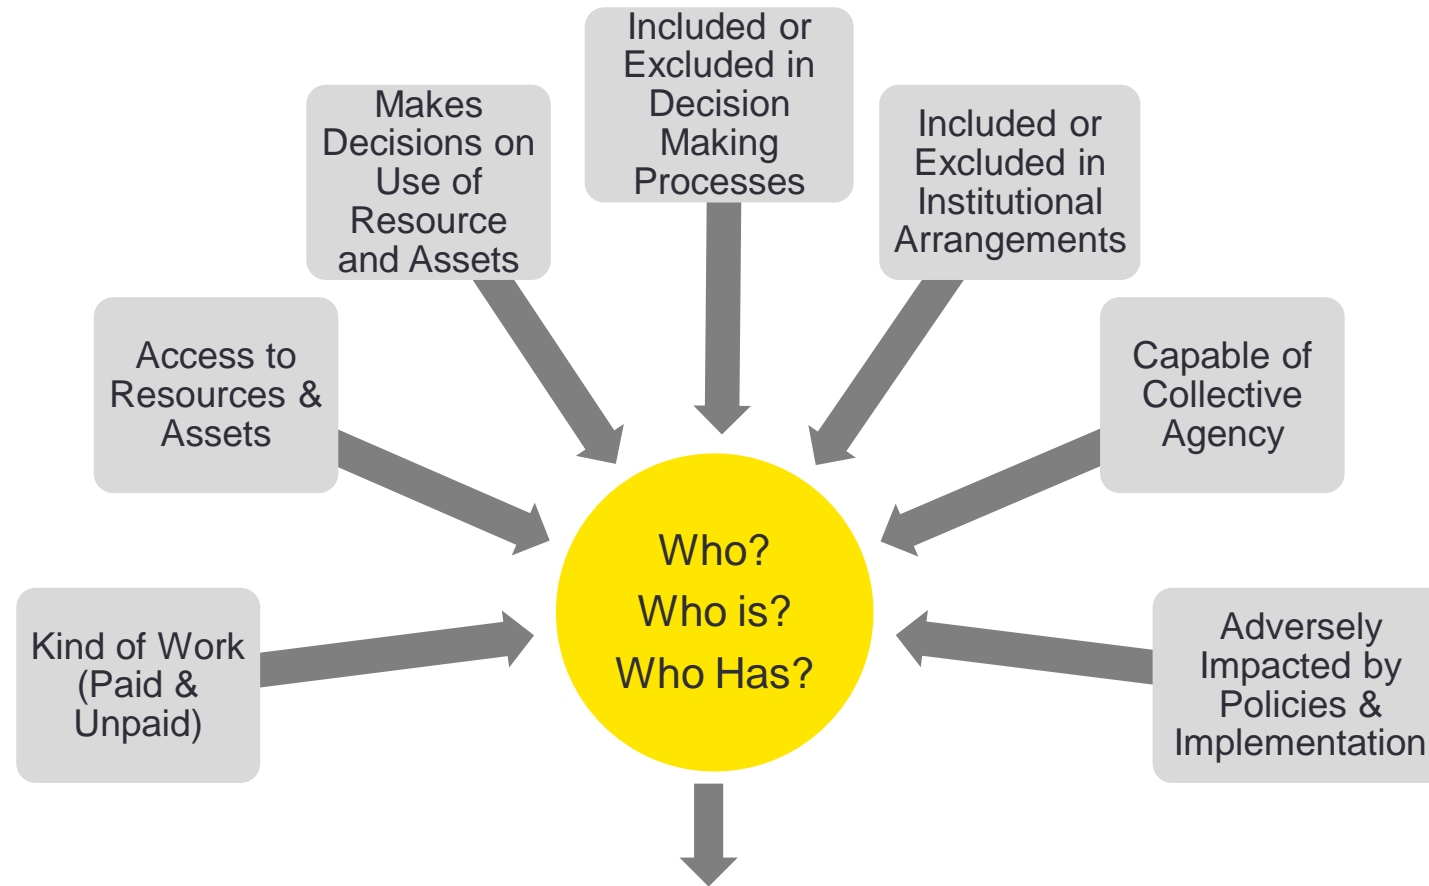 Included or
Excluded in
Decision
Making
Processes
Makes
Decisions on
Use of
Resource
and Assets
Included or
Excluded in
Institutional
Arrangements
Access to
Resources &
Assets
Capable of
Collective
Agency
Who?
Who is?
Who Has?
Kind of Work
(Paid &
Unpaid)
Adversely
Impacted by
Policies &
Implementation